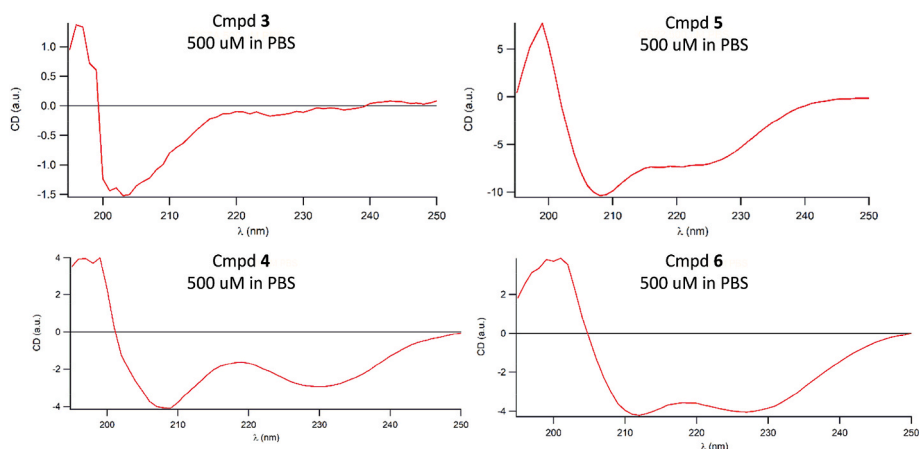 Cmpd 3
500 uM in PBS
CD (a.u.)
1.0
0.5
0.0
-0.5
-1.0
-1.5
200
210
220
230
240
250
λ (nm)
Cmpd 5
500 uM in PBS
CD (a.u.)
5
0
-5
-10
200
210
220
230
240
250
λ (nm)
Cmpd 4
500 uM in PBS
CD (a.u.)
4
2
0
-2
-4
200
210
220
230
240
250
λ (nm)
Cmpd 6
500 uM in PBS
CD (a.u.)
2
0
-2
-4
200
210
220
230
240
250
λ (nm)